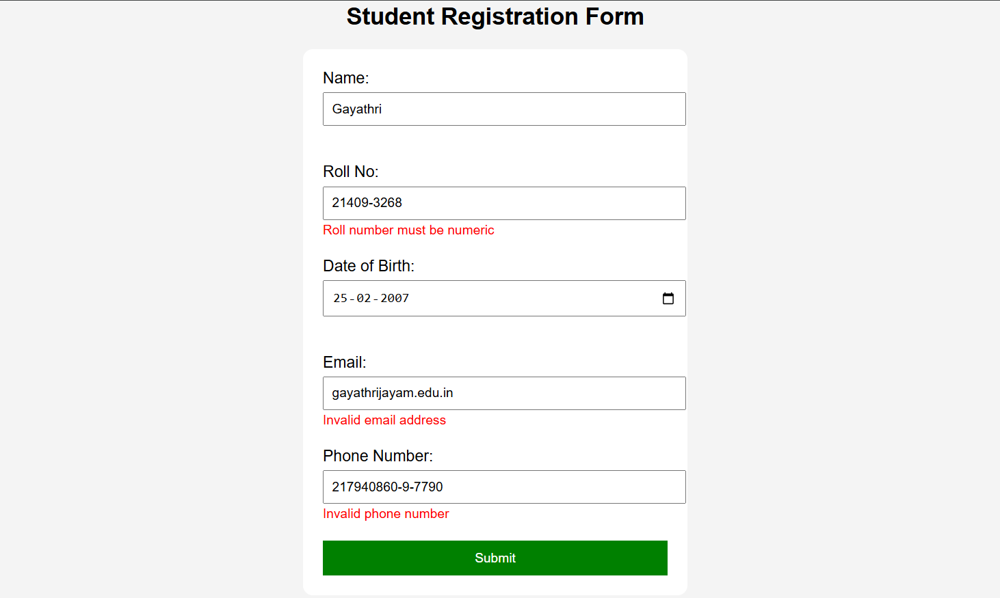 Student Registration Form
Name:
Gayathri
Roll No:
21409-3268
Roll number must be numeric
Date of Birth:
25-02-2007
Email:
gayathrijayam.edu.in
Invalid email address
Phone Number:
217940860-9-7790
Invalid phone number
Submit